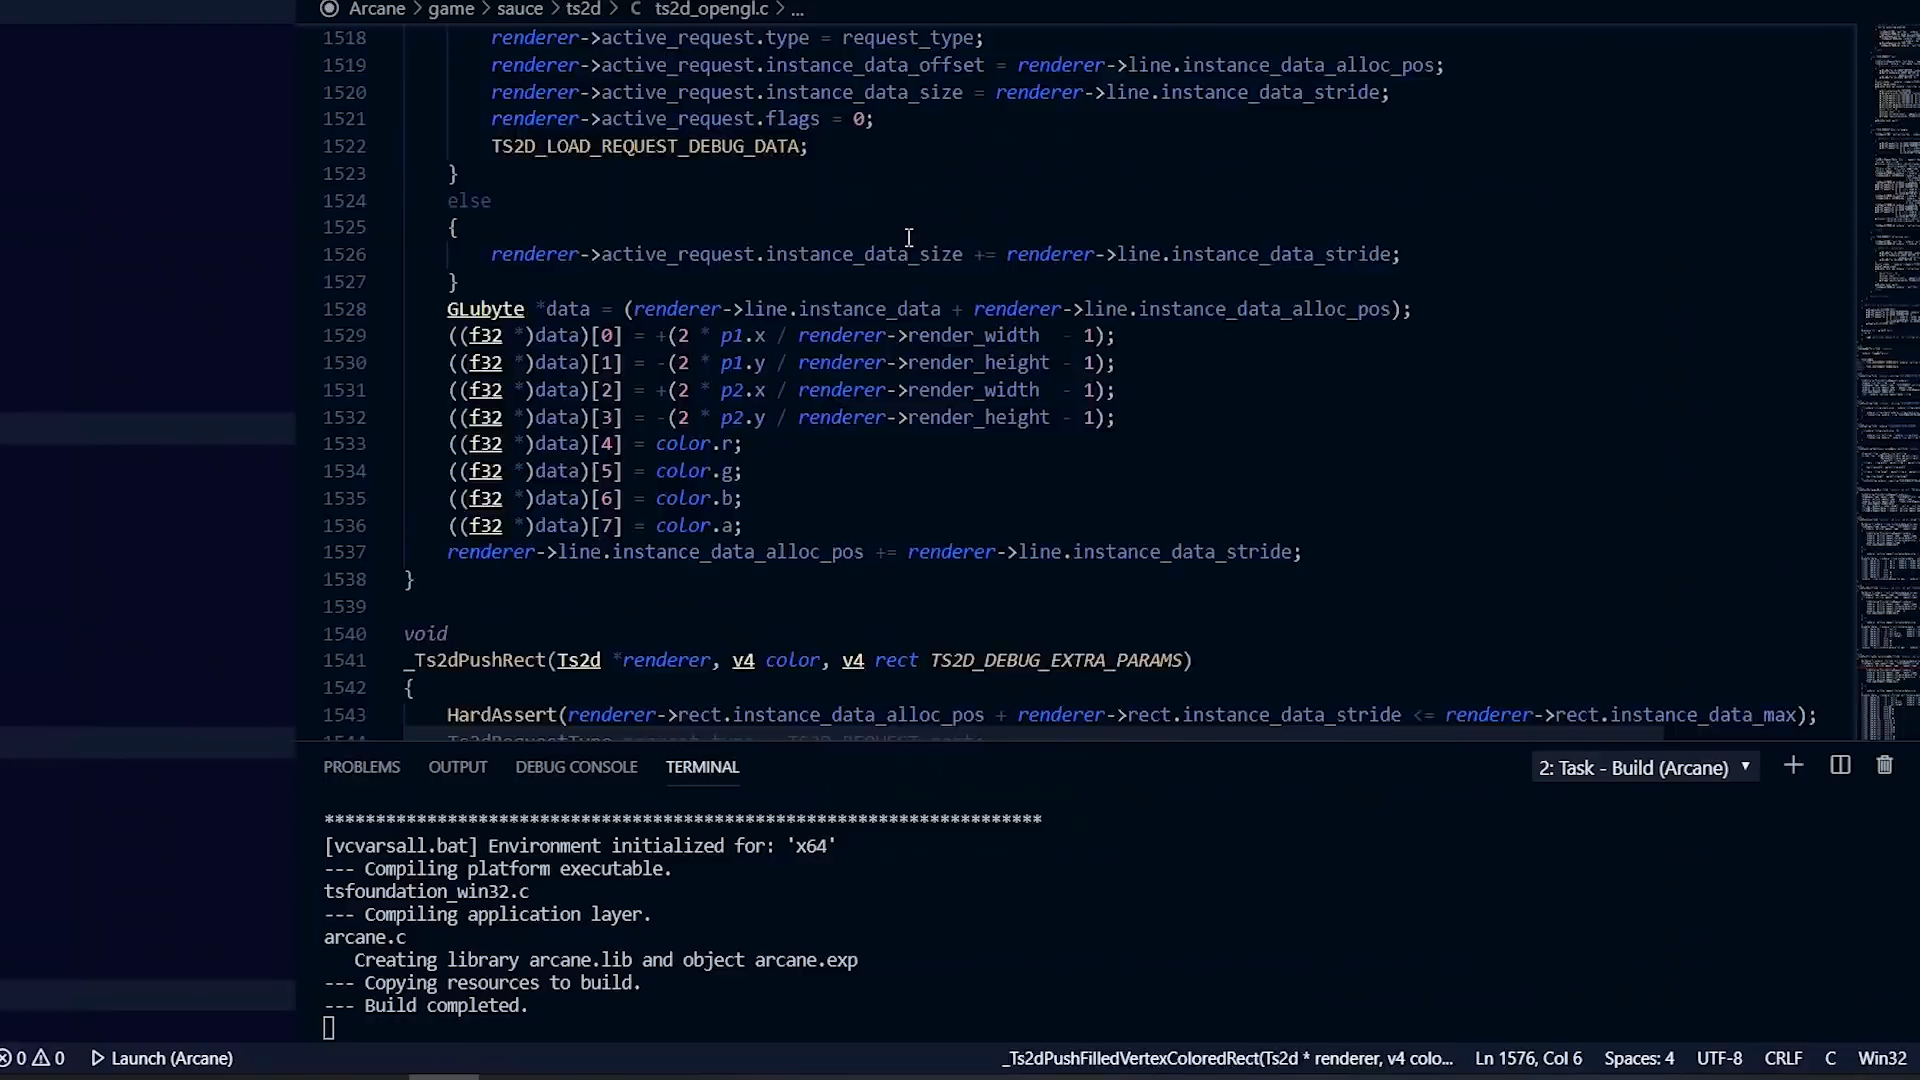 Arcane > game > sauce > ts2d > C ts2d_opengl.c > ...
1518 renderer->active_request.type = request_type;
1519 renderer->active_request.instance_data_offset = renderer->line.instance_data_alloc_pos;
1520 renderer->active_request.instance_data_size = renderer->line.instance_data_stride;
1521 renderer->active_request.flags = 0;
1522 TS2D_LOAD_REQUEST_DEBUG_DATA;
1523 }
1524 else
1525 {
1526 renderer->active_request.instance_data_size += renderer->line.instance_data_stride;
1527 }
1528 GLubyte *data = (renderer->line.instance_data + renderer->line.instance_data_alloc_pos);
1529 ((f32 *)data)[0] = +(2 * p1.x / renderer->render_width  - 1);
1530 ((f32 *)data)[1] = -(2 * p1.y / renderer->render_height - 1);
1531 ((f32 *)data)[2] = +(2 * p2.x / renderer->render_width  - 1);
1532 ((f32 *)data)[3] = -(2 * p2.y / renderer->render_height - 1);
1533 ((f32 *)data)[4] = color.r;
1534 ((f32 *)data)[5] = color.g;
1535 ((f32 *)data)[6] = color.b;
1536 ((f32 *)data)[7] = color.a;
1537 renderer->line.instance_data_alloc_pos += renderer->line.instance_data_stride;
1538 }
1539
1540 void
1541 _Ts2dPushRect(Ts2d *renderer, v4 color, v4 rect TS2D_DEBUG_EXTRA_PARAMS)
1542 {
1543 HardAssert(renderer->rect.instance_data_alloc_pos + renderer->rect.instance_data_stride <= renderer->rect.instance_data_max);
PROBLEMS OUTPUT DEBUG CONSOLE TERMINAL 2: Task - Build (Arcane)
**********************************************************************
[vcvarsall.bat] Environment initialized for: 'x64'
--- Compiling platform executable.
tsfoundation_win32.c
--- Compiling application layer.
arcane.c
Creating library arcane.lib and object arcane.exp
--- Copying resources to build.
--- Build completed.
0 0 Launch (Arcane) _Ts2dPushFilledVertexColoredRect(Ts2d * renderer, v4 colo... Ln 1576, Col 6 Spaces: 4 UTF-8 CRLF C Win32